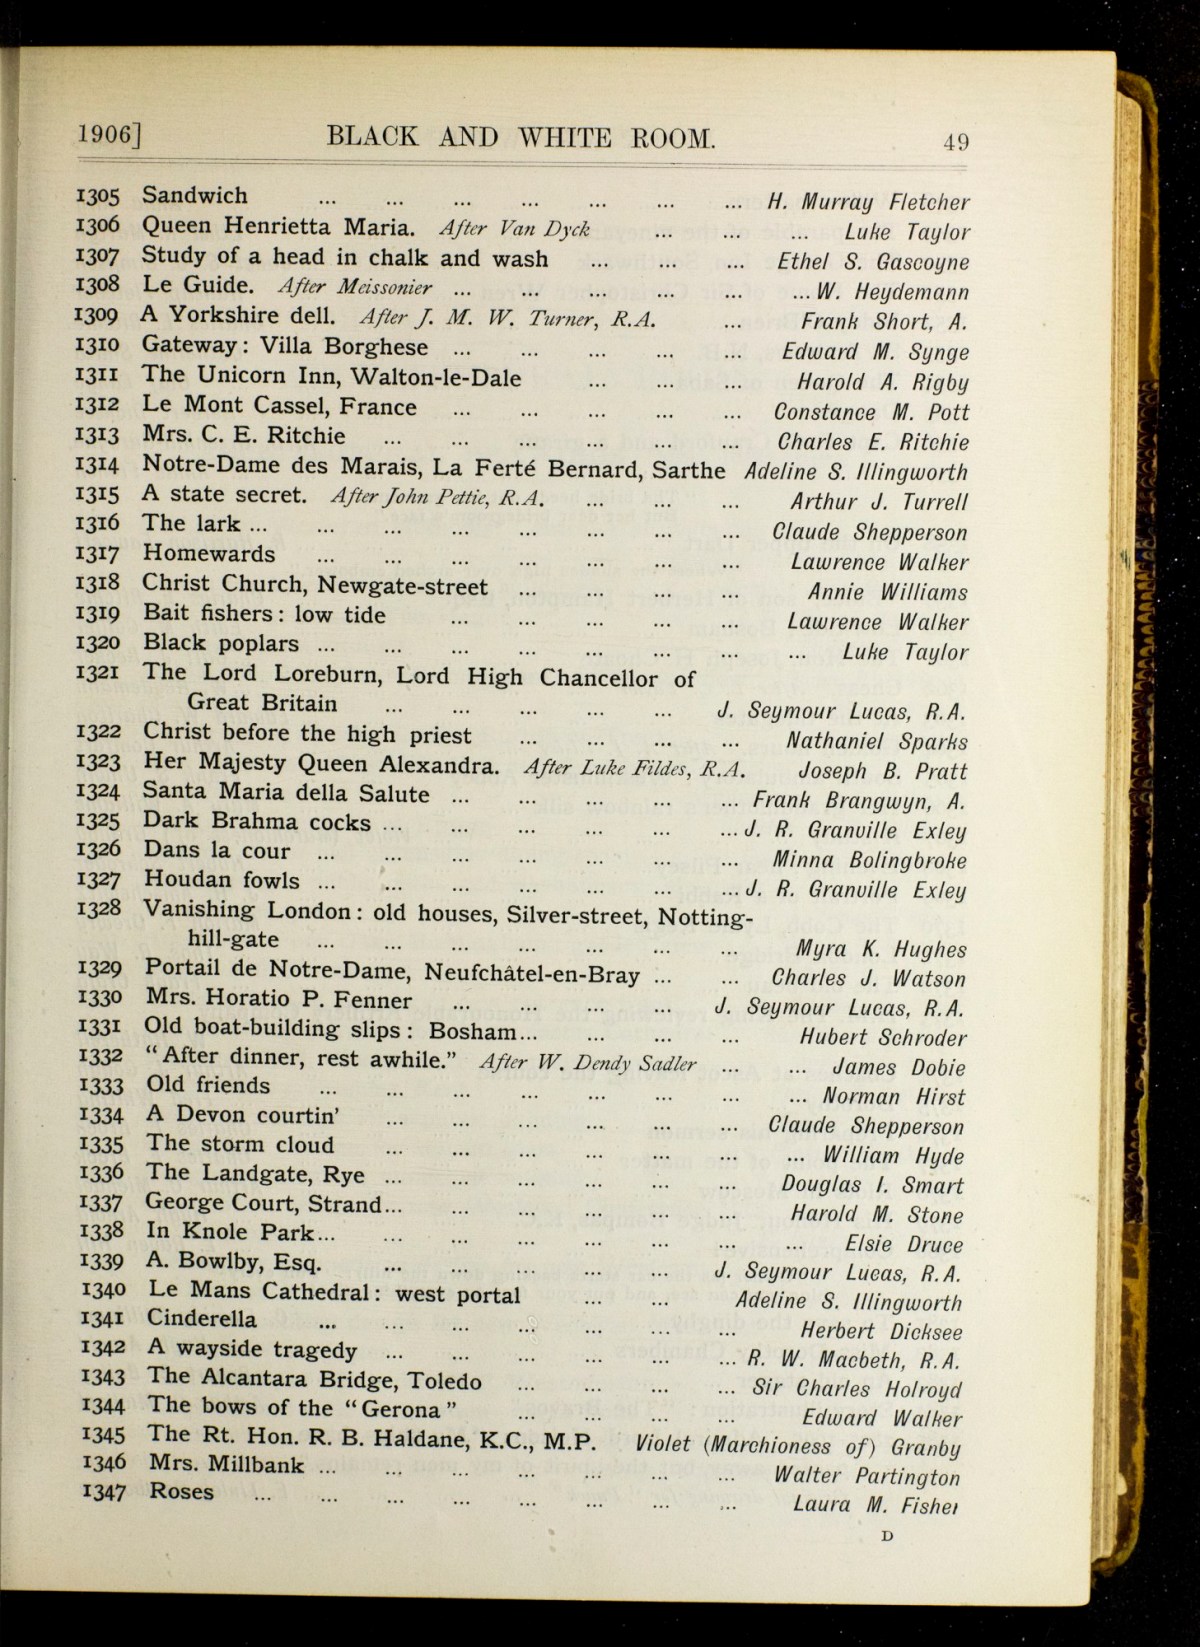 1906] BLACK AND WHITE ROOM. 49
1305 Sandwich ... ... ... ... ... ... ... H. Murray Fletcher
1306 Queen Henrietta Maria. After Van Dyck ... ... ... Luke Taylor
1307 Study of a head in chalk and wash ... ... ... Ethel S. Gascoyne
1308 Le Guide. After Meissonier ... ... ... ... ... ... W. Heydemann
1309 A Yorkshire dell. After J. M. W. Turner, R.A. ... Frank Short, A.
1310 Gateway: Villa Borghese ... ... ... ... ... Edward M. Synge
1311 The Unicorn Inn, Walton-le-Dale ... ... ... Harold A. Rigby
1312 Le Mont Cassel, France ... ... ... ... ... Constance M. Pott
1313 Mrs. C. E. Ritchie ... ... ... ... ... ... Charles E. Ritchie
1314 Notre-Dame des Marais, La Ferté Bernard, Sarthe Adeline S. Illingworth
1315 A state secret. After John Pettie, R.A. ... ... ... Arthur J. Turrell
1316 The lark ... ... ... ... ... ... ... ... Claude Shepperson
1317 Homewards ... ... ... ... ... ... ... Lawrence Walker
1318 Christ Church, Newgate-street ... ... ... ... Annie Williams
1319 Bait fishers: low tide ... ... ... ... ... Lawrence Walker
1320 Black poplars ... ... ... ... ... ... ... ... Luke Taylor
1321 The Lord Loreburn, Lord High Chancellor of
Great Britain ... ... ... ... ... J. Seymour Lucas, R.A.
1322 Christ before the high priest ... ... ... ... Nathaniel Sparks
1323 Her Majesty Queen Alexandra. After Luke Fildes, R.A. Joseph B. Pratt
1324 Santa Maria della Salute ... ... ... ... ... Frank Brangwyn, A.
1325 Dark Brahma cocks ... ... ... ... ... ... J. R. Granville Exley
1326 Dans la cour ... ... ... ... ... ... ... Minna Bolingbroke
1327 Houdan fowls ... ... ... ... ... ... ... J. R. Granville Exley
1328 Vanishing London: old houses, Silver-street, Notting-
hill-gate ... ... ... ... ... ... ... Myra K. Hughes
1329 Portail de Notre-Dame, Neufchâtel-en-Bray ... ... Charles J. Watson
1330 Mrs. Horatio P. Fenner ... ... ... ... J. Seymour Lucas, R.A.
1331 Old boat-building slips: Bosham... ... ... ... Hubert Schroder
1332 “After dinner, rest awhile.” After W. Dendy Sadler ... ... James Dobie
1333 Old friends ... ... ... ... ... ... ... ... Norman Hirst
1334 A Devon courtin’ ... ... ... ... ... ... Claude Shepperson
1335 The storm cloud ... ... ... ... ... ... ... William Hyde
1336 The Landgate, Rye ... ... ... ... ... ... Douglas I. Smart
1337 George Court, Strand... ... ... ... ... ... Harold M. Stone
1338 In Knole Park... ... ... ... ... ... ... ... Elsie Druce
1339 A. Bowlby, Esq. ... ... ... ... ... J. Seymour Lucas, R.A.
1340 Le Mans Cathedral: west portal ... ... Adeline S. Illingworth
1341 Cinderella ... ... ... ... ... ... ... Herbert Dicksee
1342 A wayside tragedy ... ... ... ... ... ... R. W. Macbeth, R.A.
1343 The Alcantara Bridge, Toledo ... ... ... ... Sir Charles Holroyd
1344 The bows of the “Gerona” ... ... ... ... Edward Walker
1345 The Rt. Hon. R. B. Haldane, K.C., M.P. Violet (Marchioness of) Granby
1346 Mrs. Millbank ... ... ... ... ... ... ... Walter Partington
1347 Roses ... ... ... ... ... ... ... ... Laura M. Fisher
D